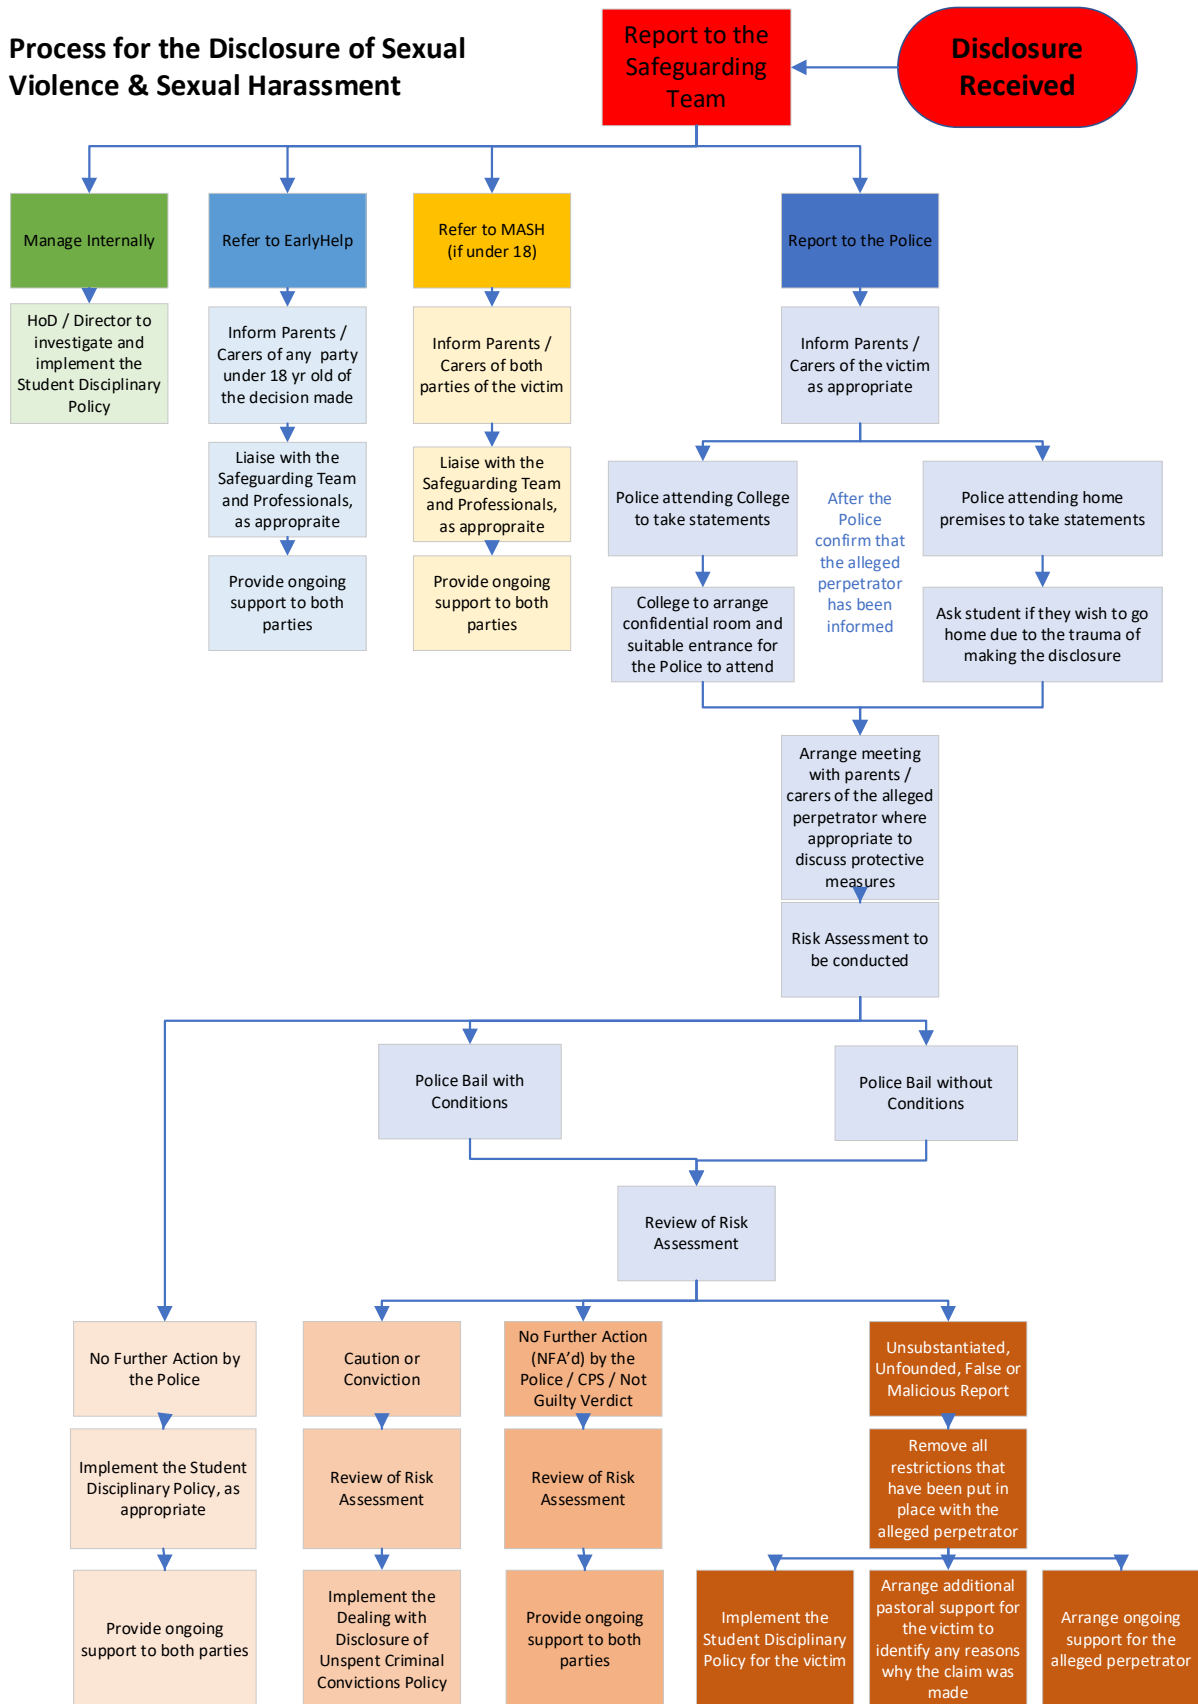 Process for the Disclosure of Sexual
Violence & Sexual Harassment
Report to the
Safeguarding
Team
Disclosure
Received
Manage Internally
Refer to EarlyHelp
Refer to MASH
(if under 18)
Report to the Police
HoD / Director to
investigate and
implement the
Student Disciplinary
Policy
Inform Parents /
Carers of any party
under 18 yr old of
the decision made
Inform Parents /
Carers of both
parties of the victim
Inform Parents /
Carers of the victim
as appropriate
Liaise with the
Safeguarding Team
and Professionals,
as appropraite
Liaise with the
Safeguarding Team
and Professionals,
as appropraite
Police attending College
to take statements
After the
Police
confirm that
the alleged
perpetrator
has been
informed
Police attending home
premises to take statements
Provide ongoing
support to both
parties
Provide ongoing
support to both
parties
College to arrange
confidential room and
suitable entrance for
the Police to attend
Ask student if they wish to go
home due to the trauma of
making the disclosure
Arrange meeting
with parents /
carers of the alleged
perpetrator where
appropriate to
discuss protective
measures
Risk Assessment to
be conducted
Police Bail with
Conditions
Police Bail without
Conditions
Review of Risk
Assessment
No Further Action by
the Police
Caution or
Conviction
No Further Action
(NFA’d) by the
Police / CPS / Not
Guilty Verdict
Unsubstantiated,
Unfounded, False or
Malicious Report
Implement the Student
Disciplinary Policy, as
appropriate
Review of Risk
Assessment
Review of Risk
Assessment
Remove all
restrictions that
have been put in
place with the
alleged perpetrator
Provide ongoing
support to both parties
Implement the
Dealing with
Disclosure of
Unspent Criminal
Convictions Policy
Provide ongoing
support to both
parties
Implement the
Student Disciplinary
Policy for the victim
Arrange additional
pastoral support for
the victim to
identify any reasons
why the claim was
made
Arrange ongoing
support for the
alleged perpetrator